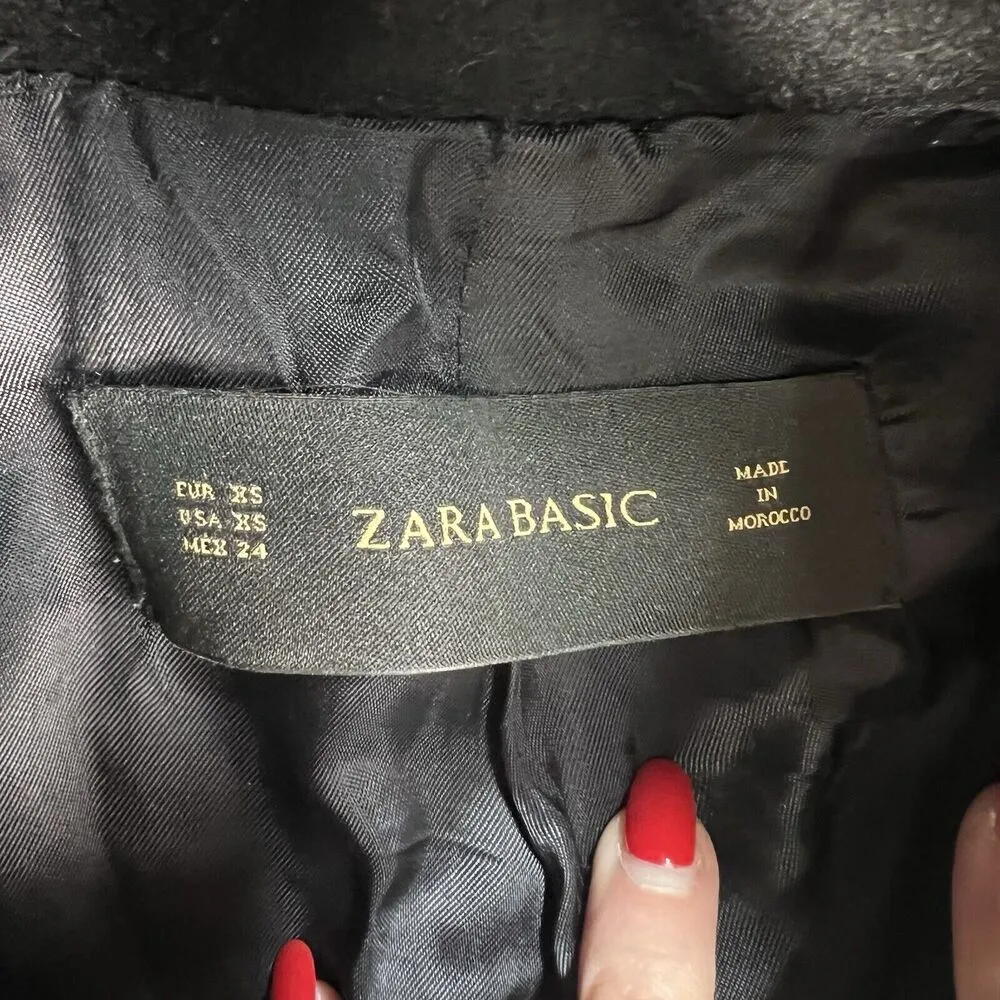 EUR XS
USA XS
MEX 24
ZARA BASIC
MADE
IN
MOROCCO